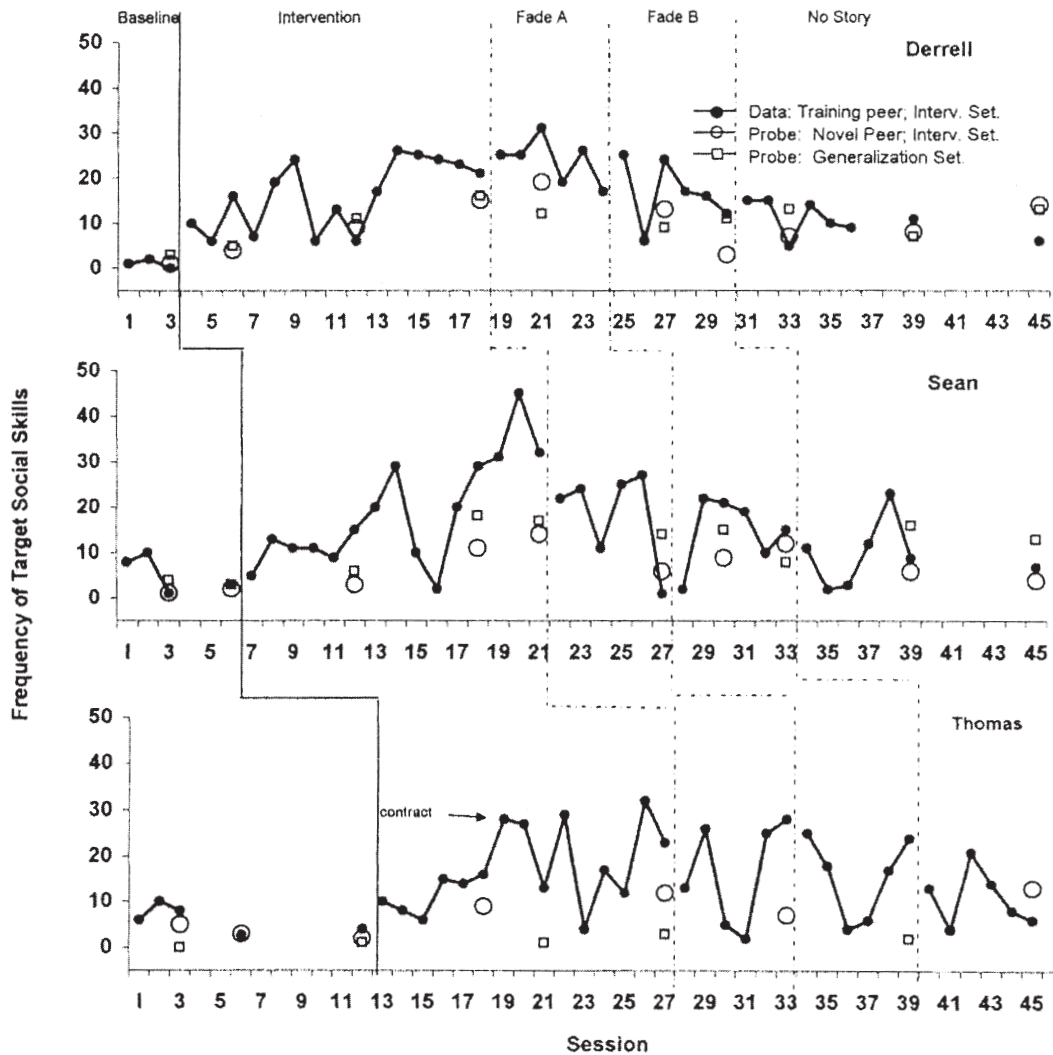 Baseline Intervention Fade A Fade B No Story
Derrell
50
40
30
20
10
0
Data: Training peer; Interv. Set.
Probe: Novel Peer; Interv. Set.
Probe: Generalization Set.
1 3 5 7 9 11 13 15 17 19 21 23 25 27 29 31 33 35 37 39 41 43 45
Sean
50
40
30
20
10
0
1 3 5 7 9 11 13 15 17 19 21 23 25 27 29 31 33 35 37 39 41 43 45
Thomas
50
40
30
20
10
0
contract
1 3 5 7 9 11 13 15 17 19 21 23 25 27 29 31 33 35 37 39 41 43 45
Frequency of Target Social Skills
Session